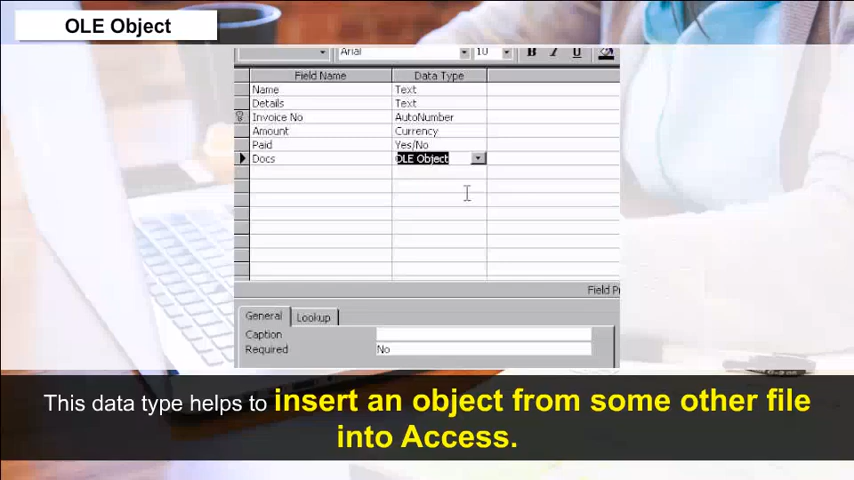 OLE Object
Arial 10 B I U
Field Name Data Type
Name Text
Details Text
Invoice No AutoNumber
Amount Currency
Paid Yes/No
Docs OLE Object
General Lookup
Caption
Required No
This data type helps to insert an object from some other file
into Access.